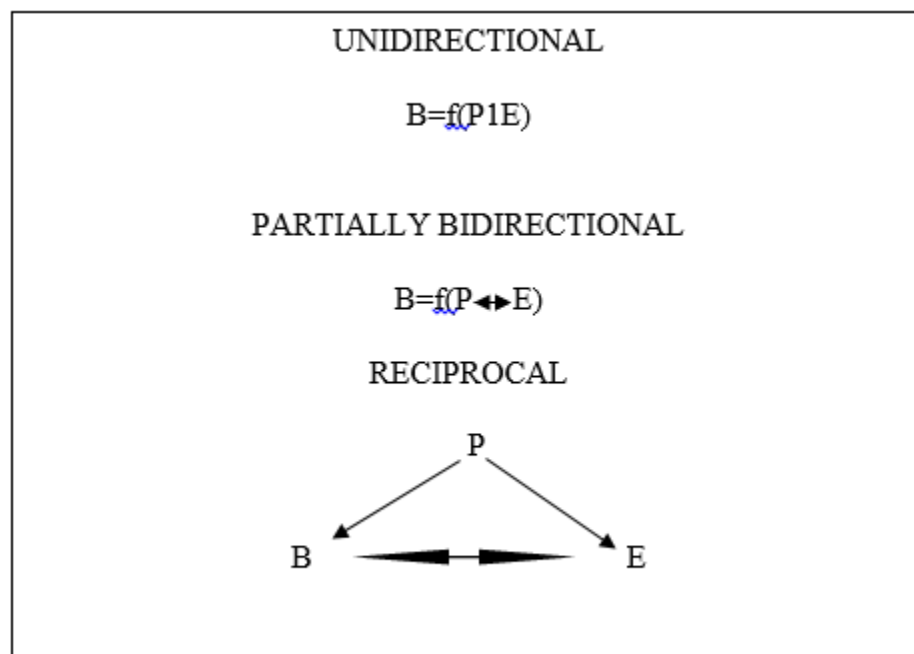 UNIDIRECTIONAL
B=f(P1E)
PARTIALLY BIDIRECTIONAL
B=f(P◄►E)
RECIPROCAL
P
B E